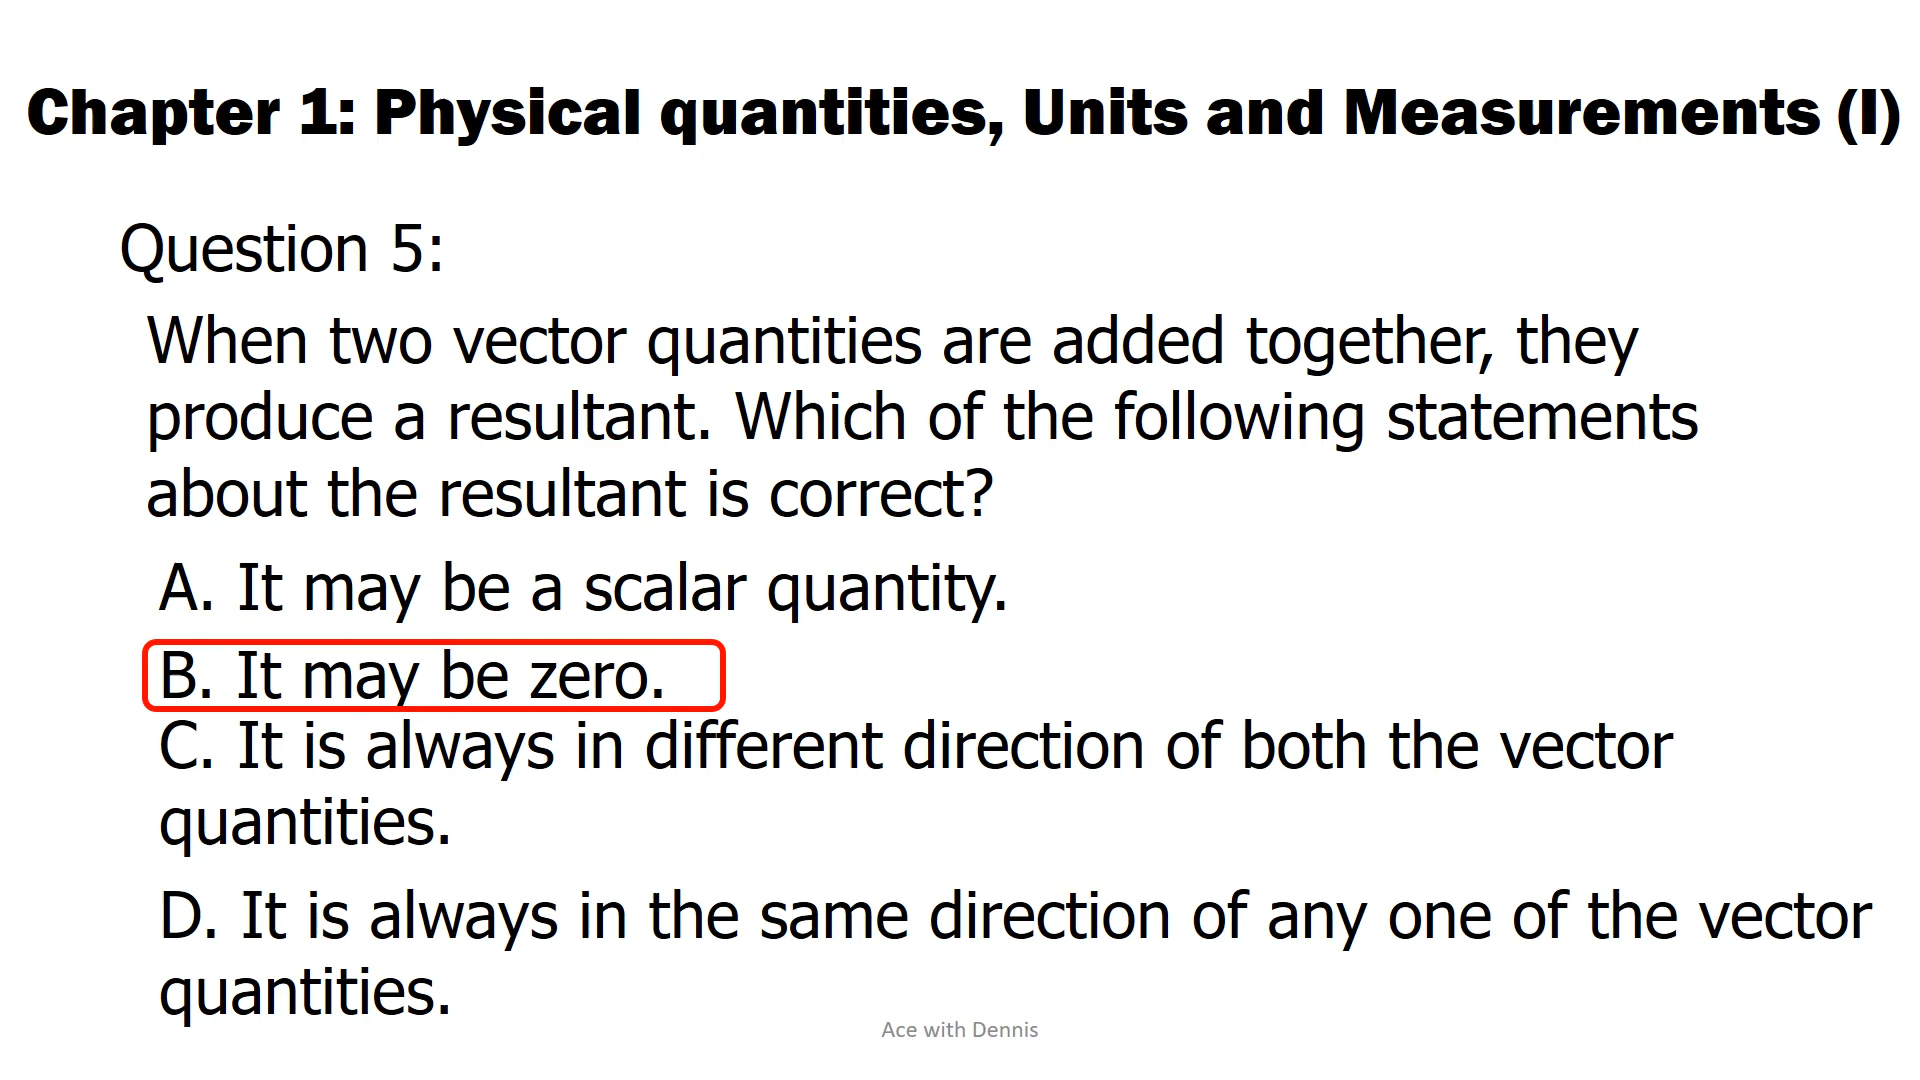 Chapter 1: Physical quantities, Units and Measurements (I)
Question 5:
When two vector quantities are added together, they
produce a resultant. Which of the following statements
about the resultant is correct?
A. It may be a scalar quantity.
B. It may be zero.
C. It is always in different direction of both the vector
quantities.
D. It is always in the same direction of any one of the vector
quantities.
Ace with Dennis